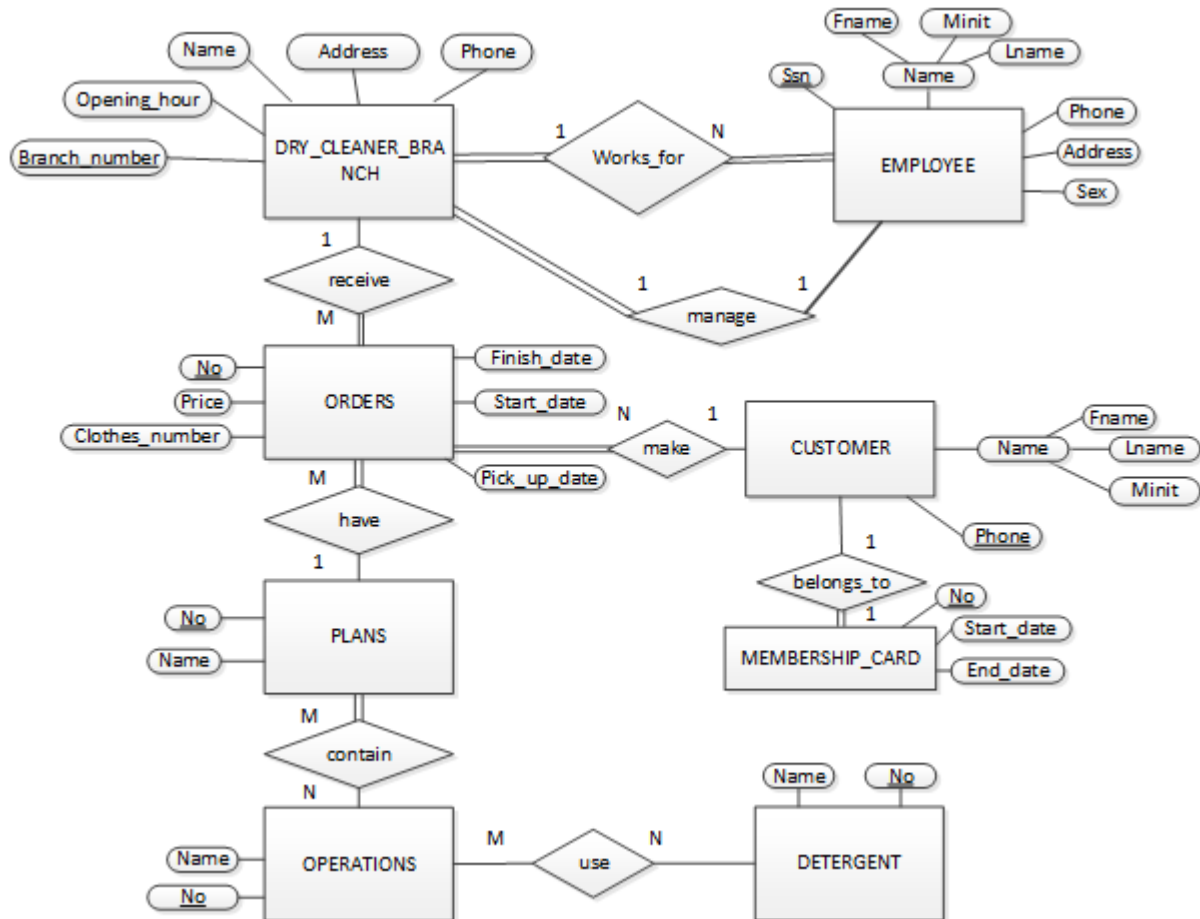 Fname
Minit
Name
Address
Phone
Lname
Ssn
Name
Opening_hour
Phone
1
N
DRY_CLEANER_BRA
NCH
Works_for
EMPLOYEE
Address
Branch_number
Sex
1
receive
1
1
manage
M
Finish_date
No
Price
ORDERS
Start_date
N
1
Fname
Clothes_number
make
CUSTOMER
Name
Lname
M
Pick_up_date
Minit
have
Phone
1
1
belongs_to
No
No
1
Start_date
PLANS
Name
MEMBERSHIP_CARD
End_date
M
contain
Name
No
N
M
N
Name
OPERATIONS
use
DETERGENT
No